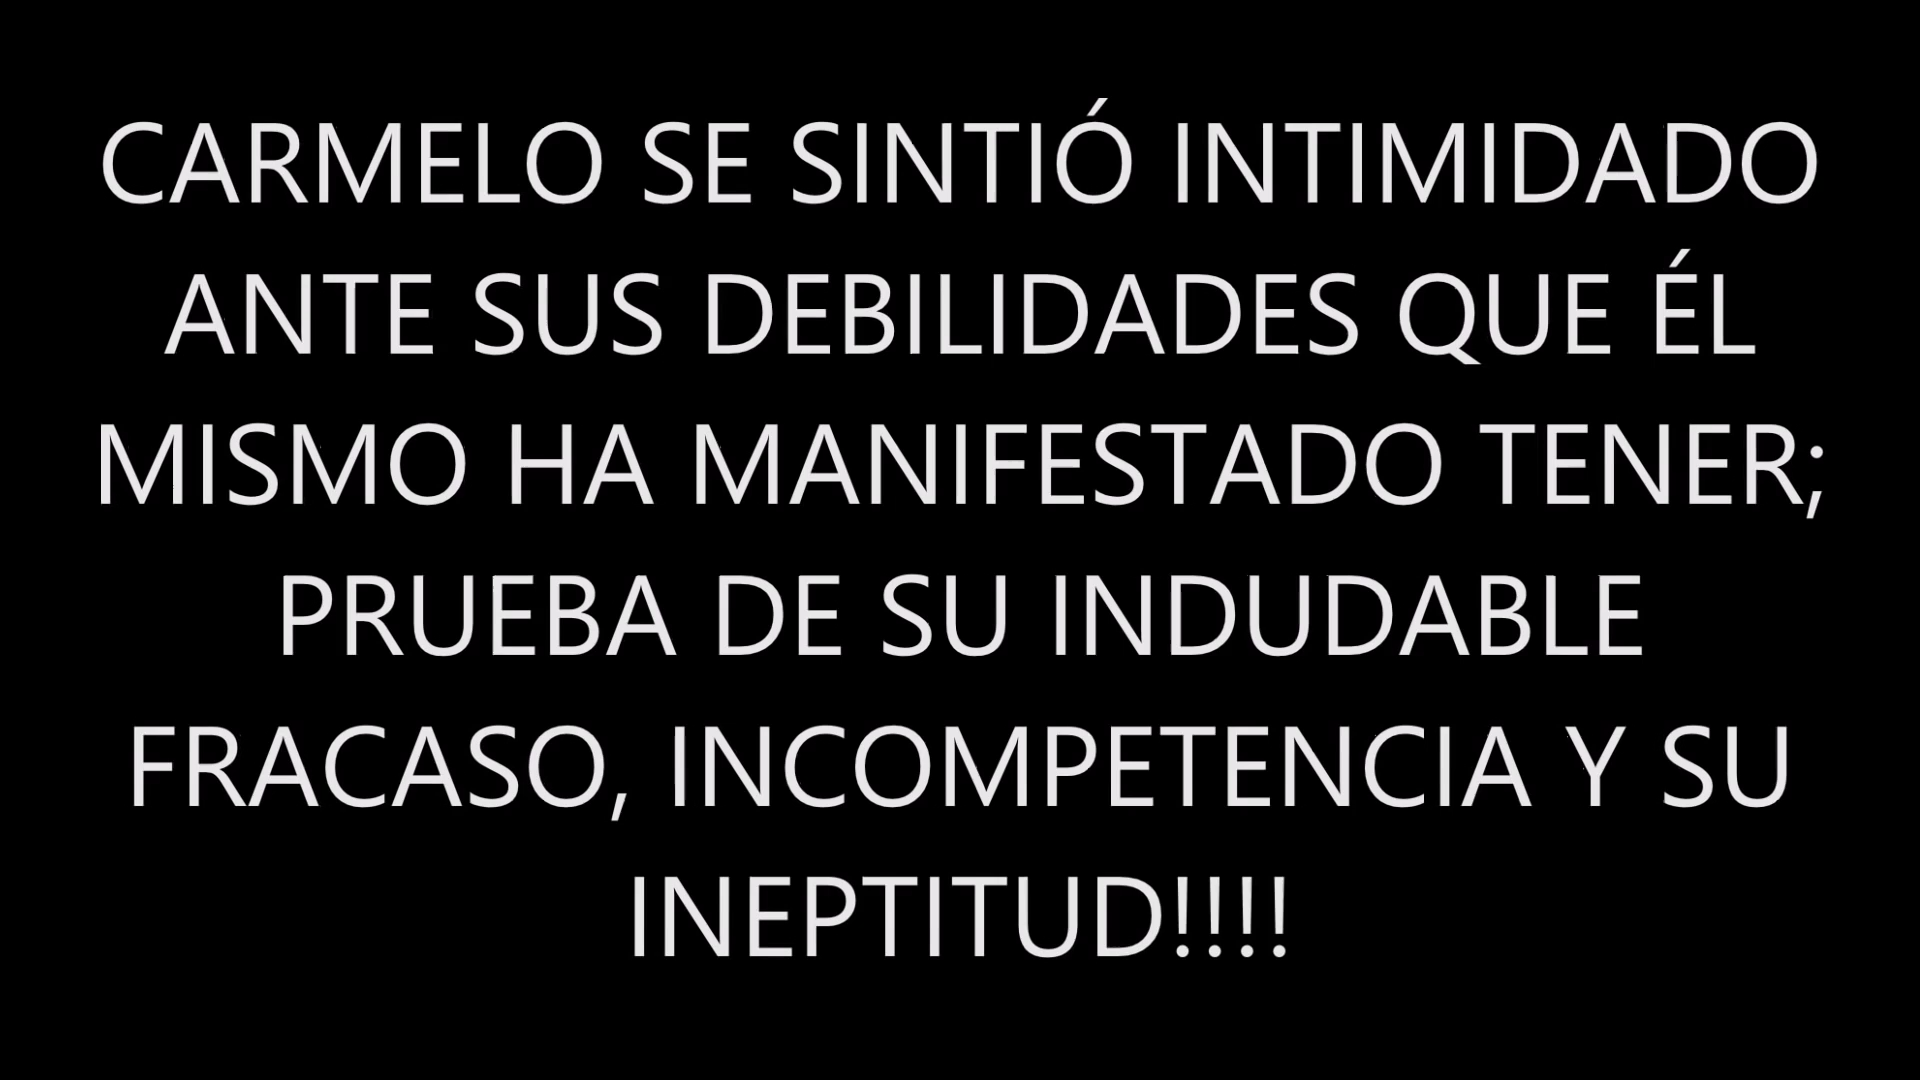 CARMELO SE SINTIÓ INTIMIDADO
ANTE SUS DEBILIDADES QUE ÉL
MISMO HA MANIFESTADO TENER;
PRUEBA DE SU INDUDABLE
FRACASO, INCOMPETENCIA Y SU
INEPTITUD!!!!